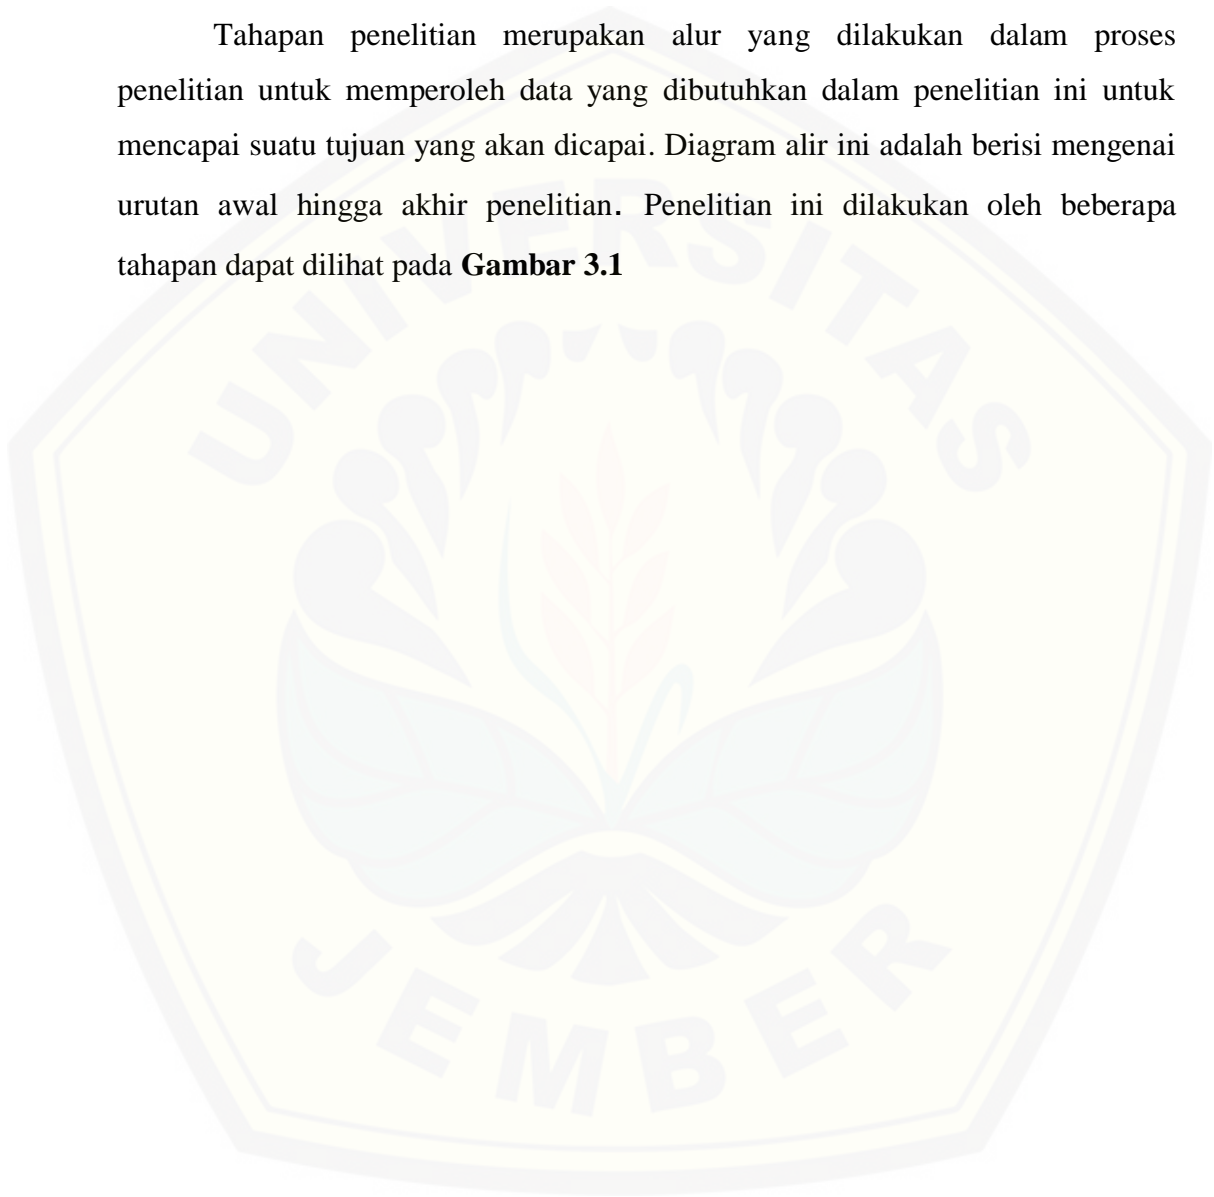 Tahapan penelitian merupakan alur yang dilakukan dalam proses
penelitian untuk memperoleh data yang dibutuhkan dalam penelitian ini untuk
mencapai suatu tujuan yang akan dicapai. Diagram alir ini adalah berisi mengenai
urutan awal hingga akhir penelitian. Penelitian ini dilakukan oleh beberapa
tahapan dapat dilihat pada Gambar 3.1
UNIVERSITAS
JEMBER